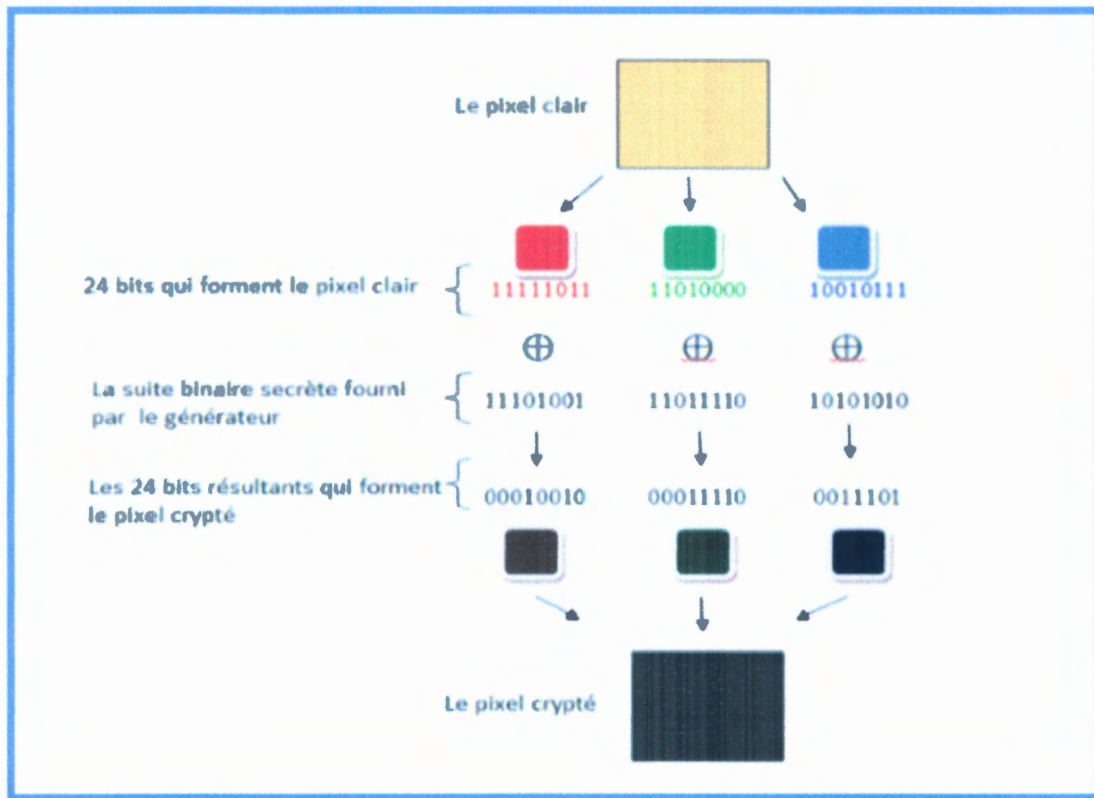 Le pixel clair
24 bits qui forment le pixel clair
11111011 11010000 10010111
La suite binaire secrète fourni
par le générateur
11101001 11011110 10101010
Les 24 bits résultants qui forment
le pixel crypté
00010010 00011110 0011101
Le pixel crypté